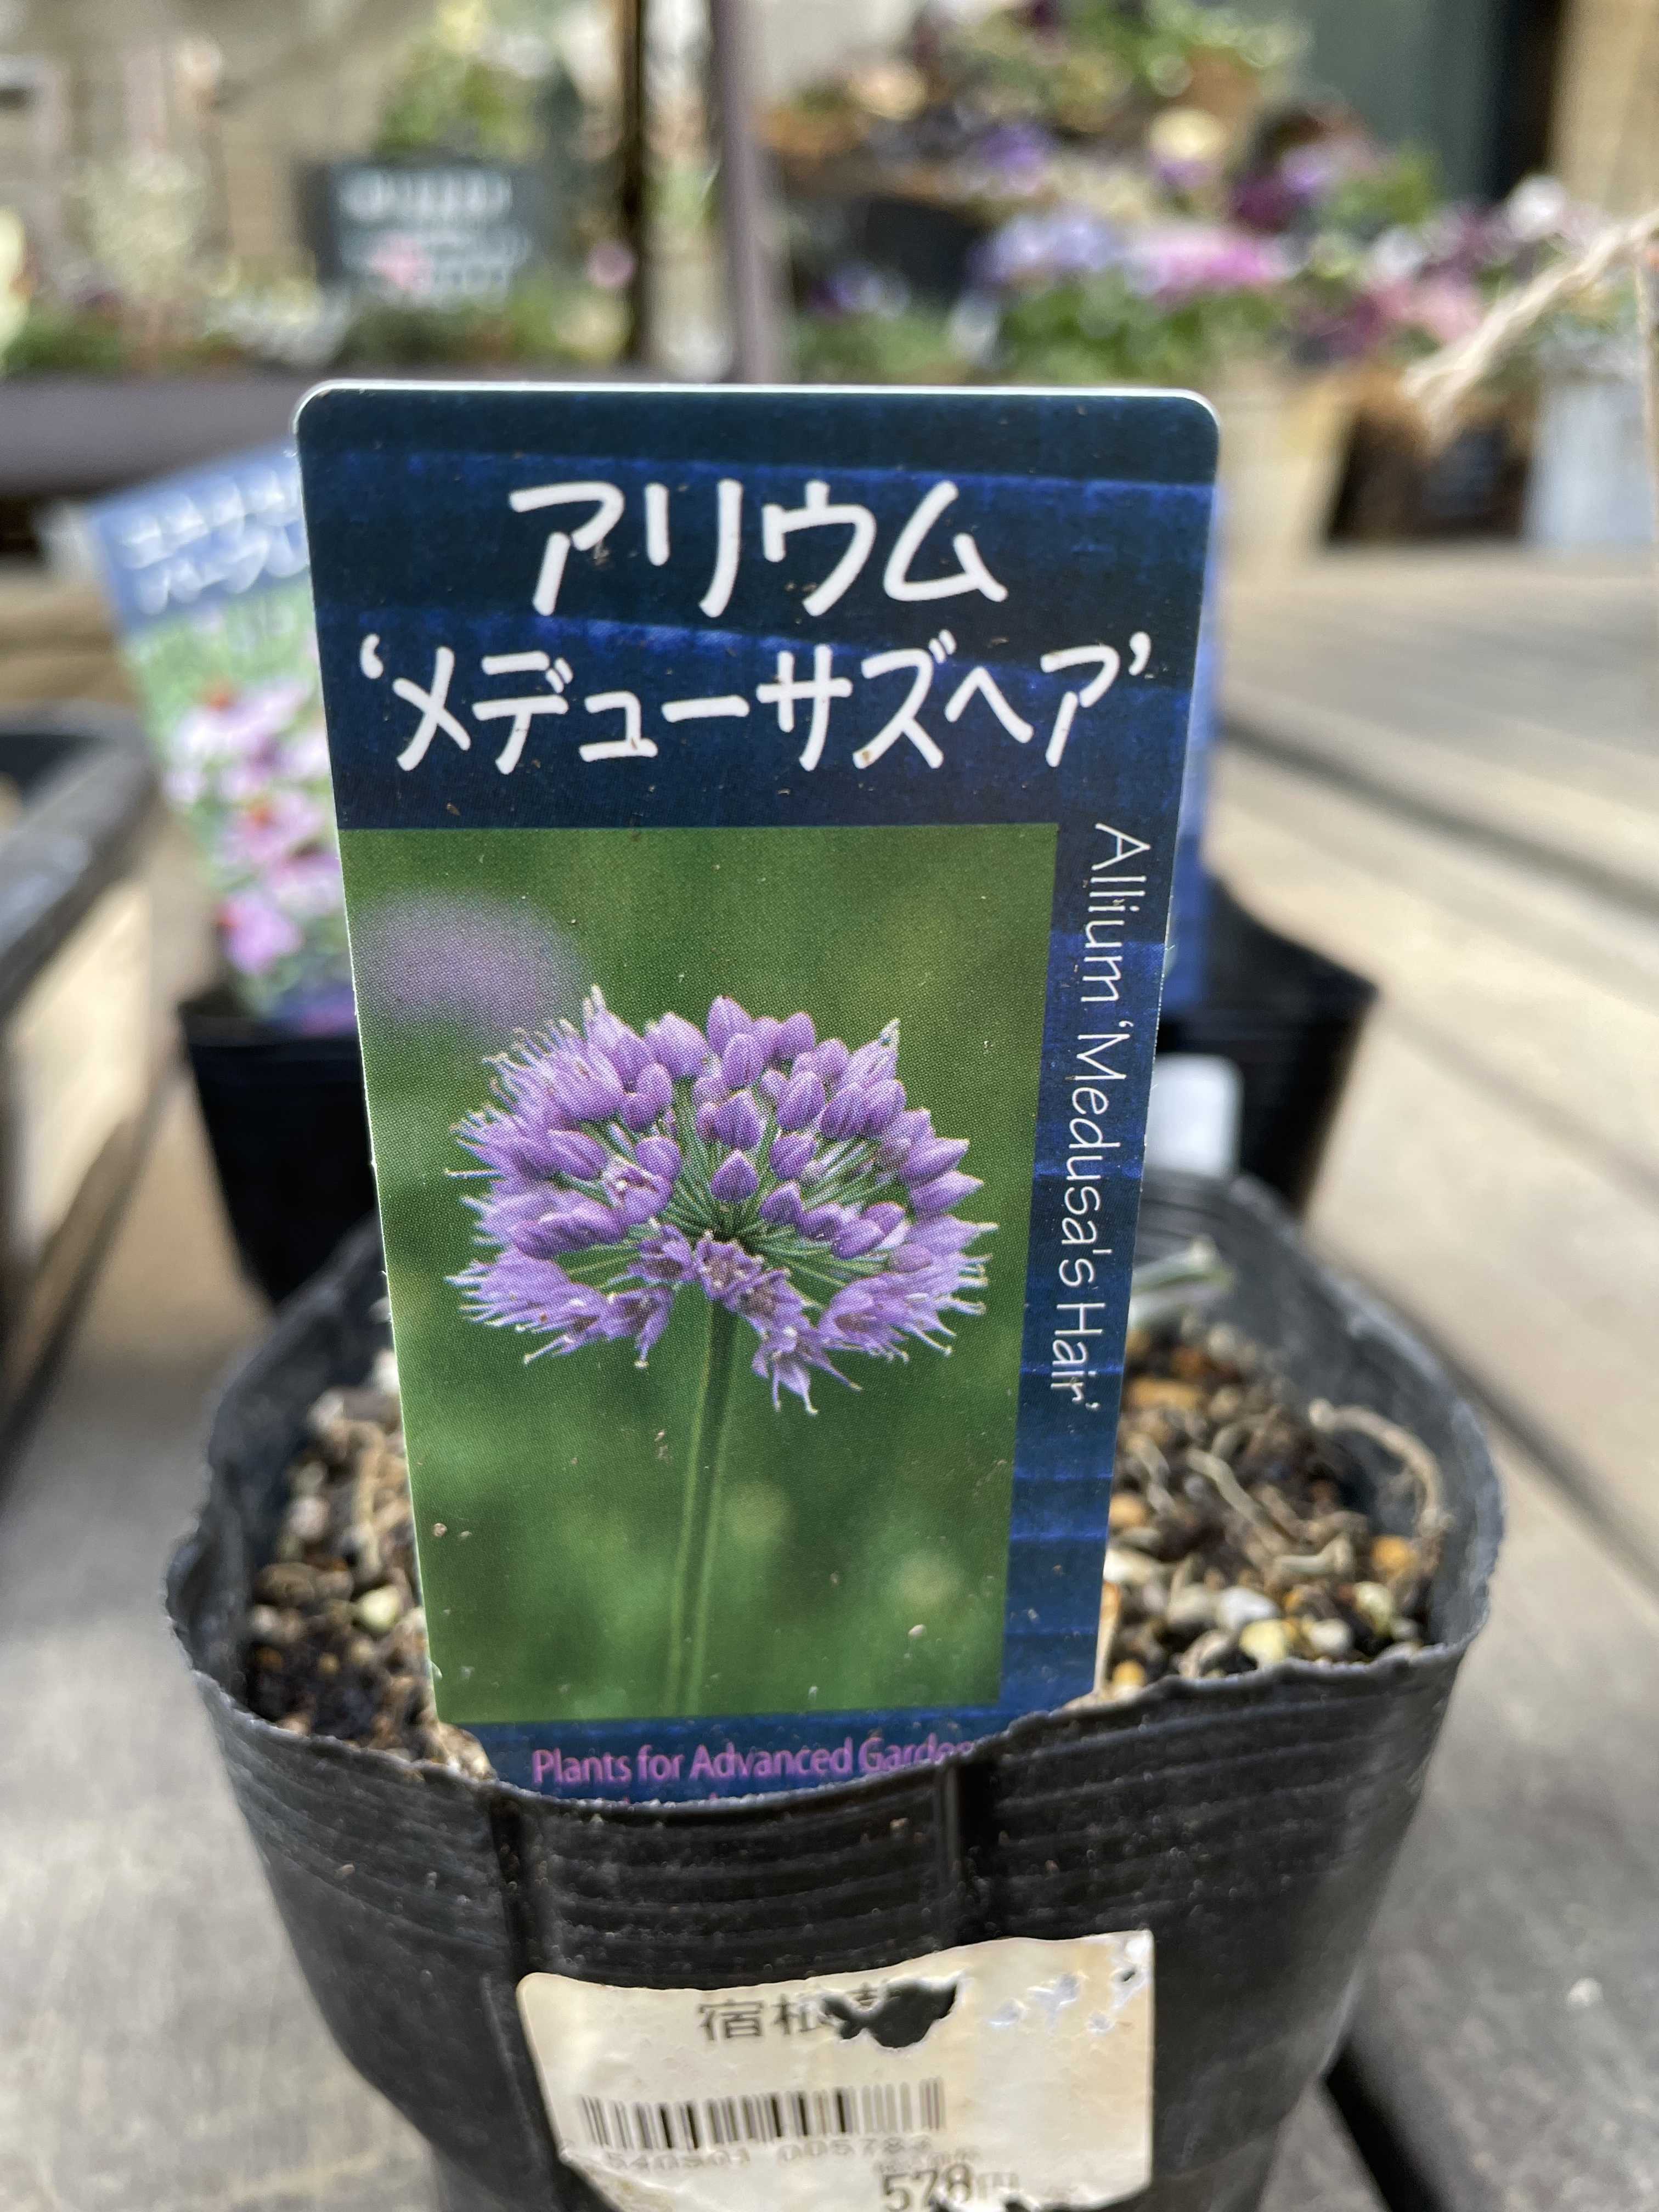 アリウム
‘メデューサズヘア’
Allium ‘Medusa's Hair’
Plants for Advanced
宿根
578